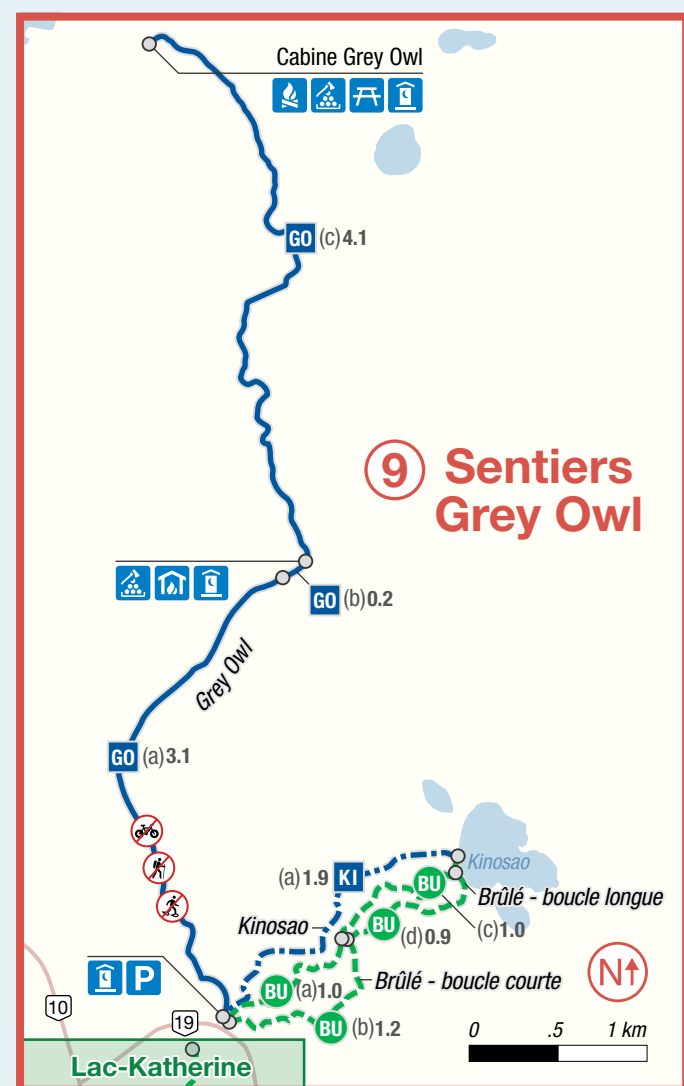 Cabine Grey Owl
GO (c)4.1
9 Sentiers
Grey Owl
GO (b)0.2
Grey Owl
GO (a)3.1
Kinosao
(a)1.9 KI
BU
Brûlé - boucle longue
BU
(c)1.0
(d)0.9
Kinosao
Brûlé - boucle courte
N
P
BU (a)1.0
BU (b)1.2
10
19
0 .5 1 km
Lac-Katherine